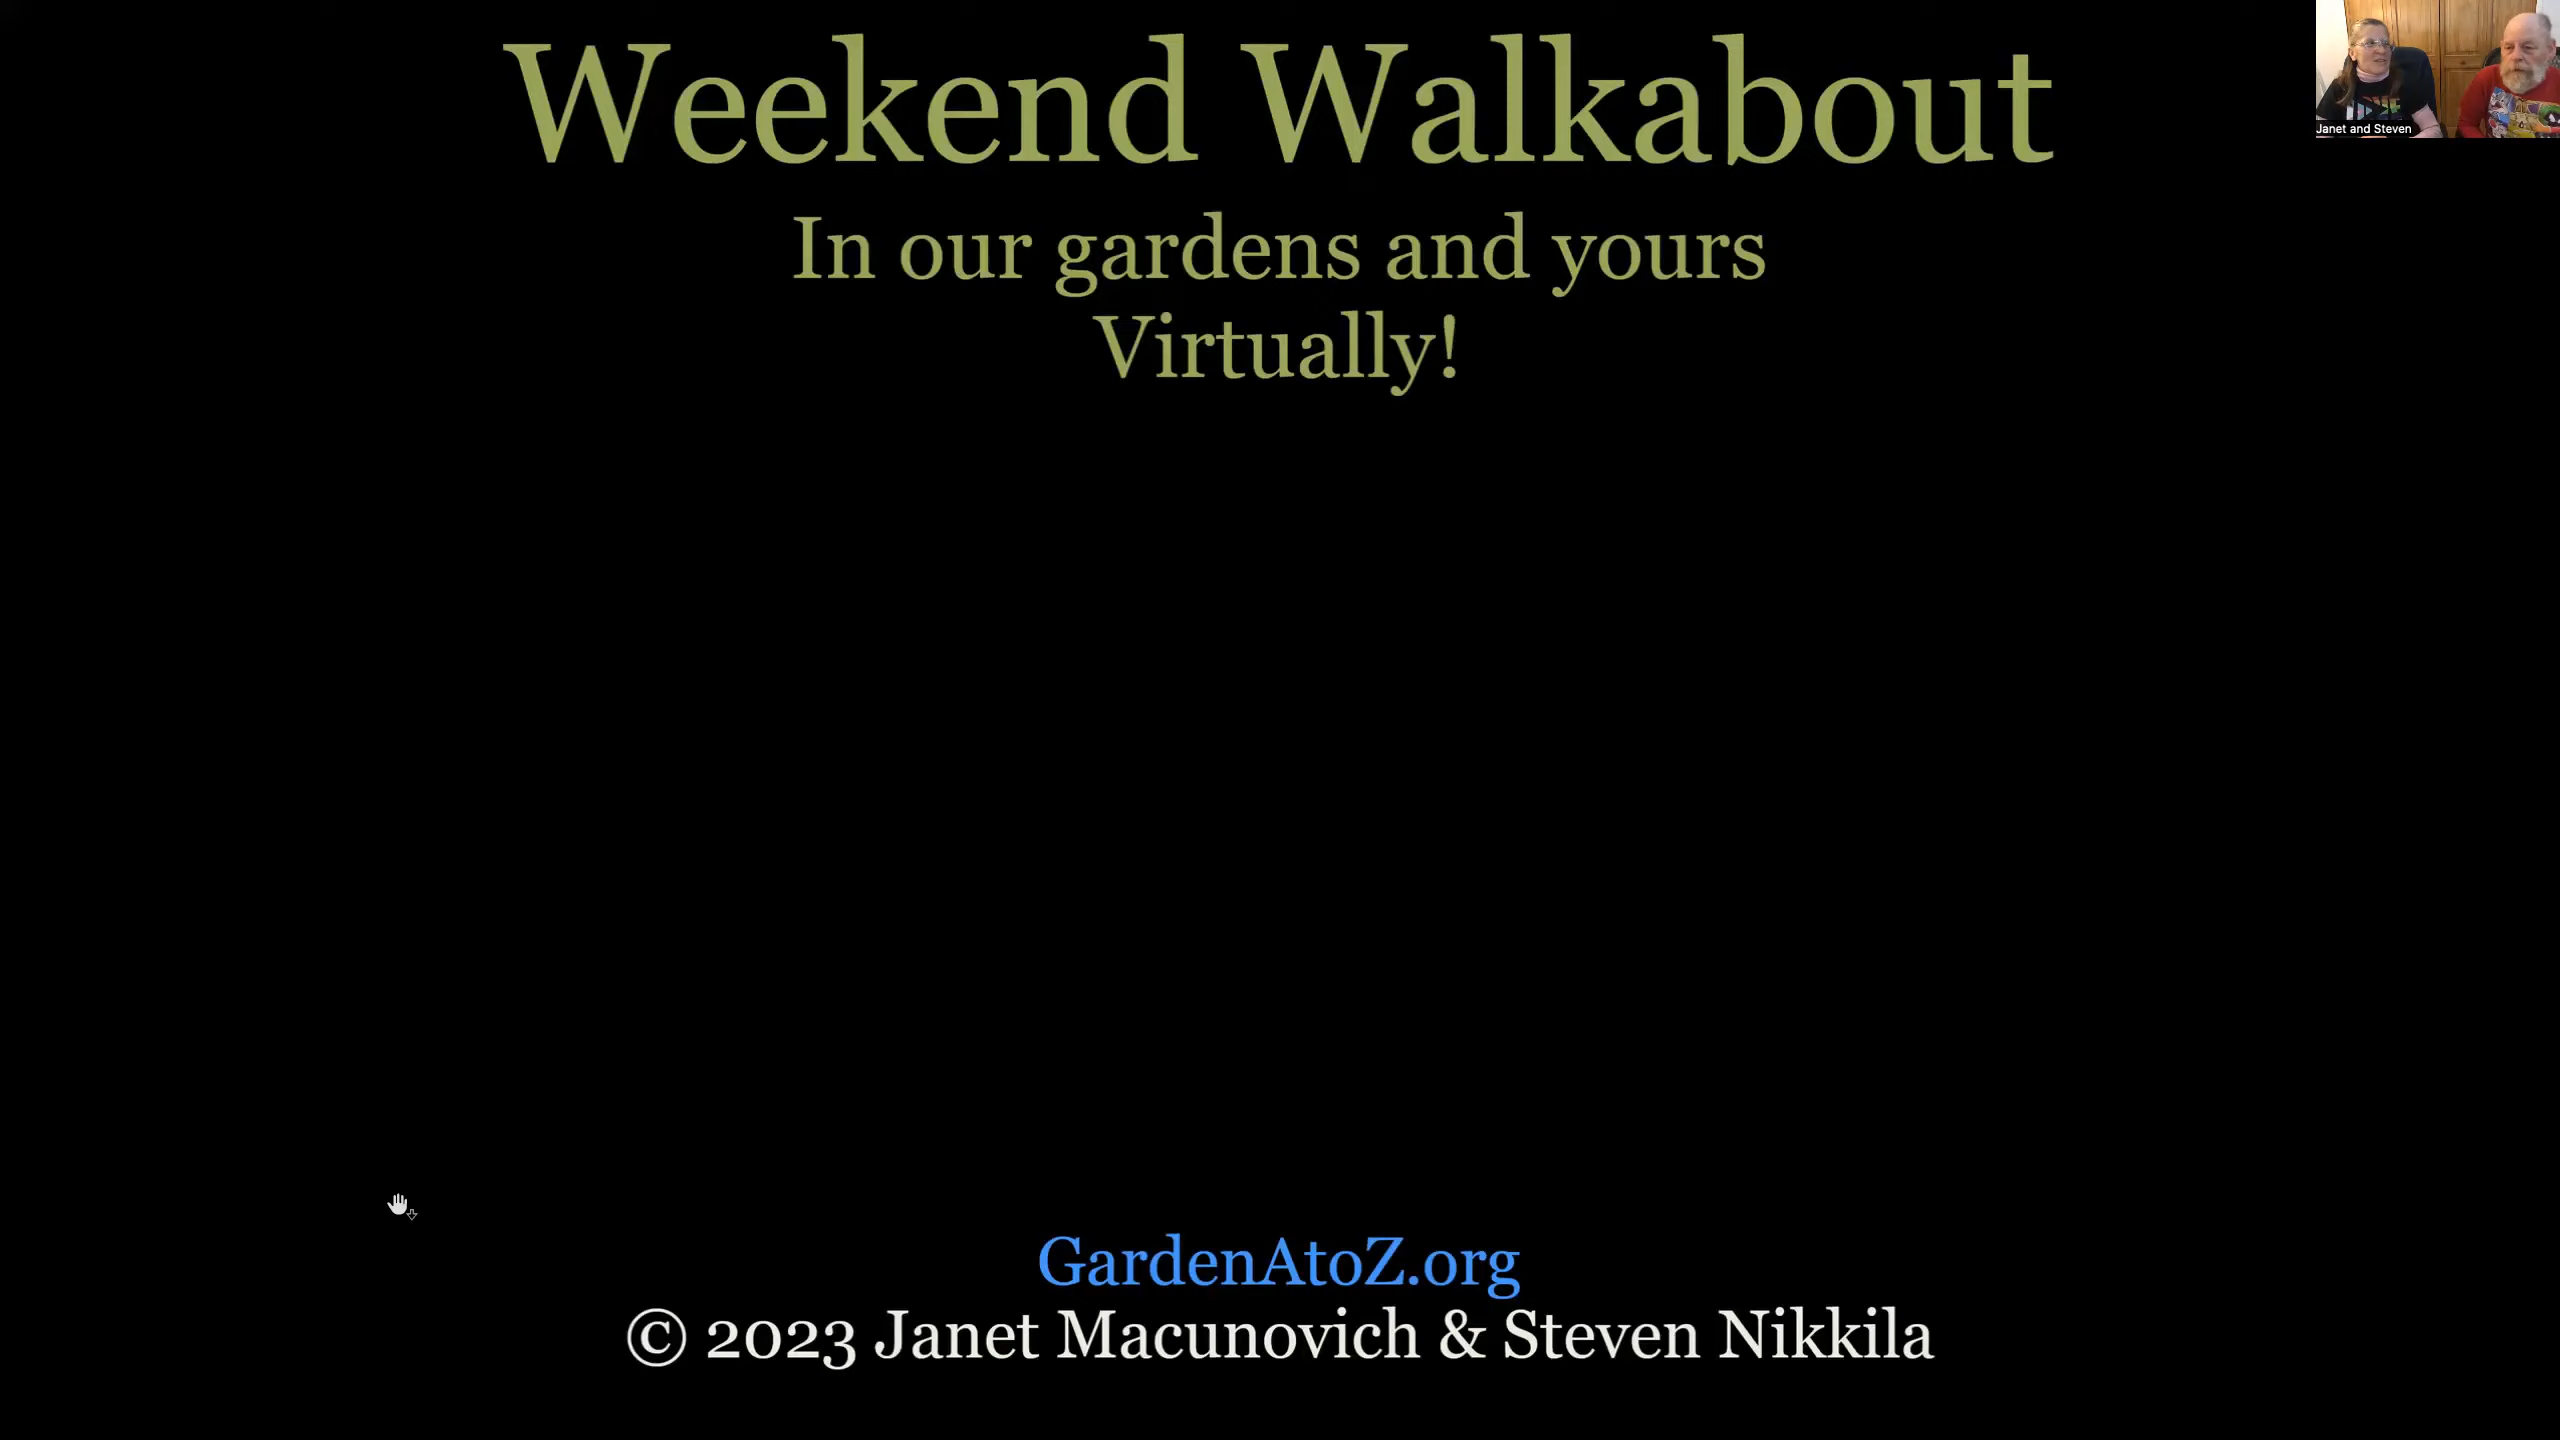 Weekend Walkabout
In our gardens and yours
Virtually!
Janet and Steven
GardenAtoZ.org
© 2023 Janet Macunovich & Steven Nikkila